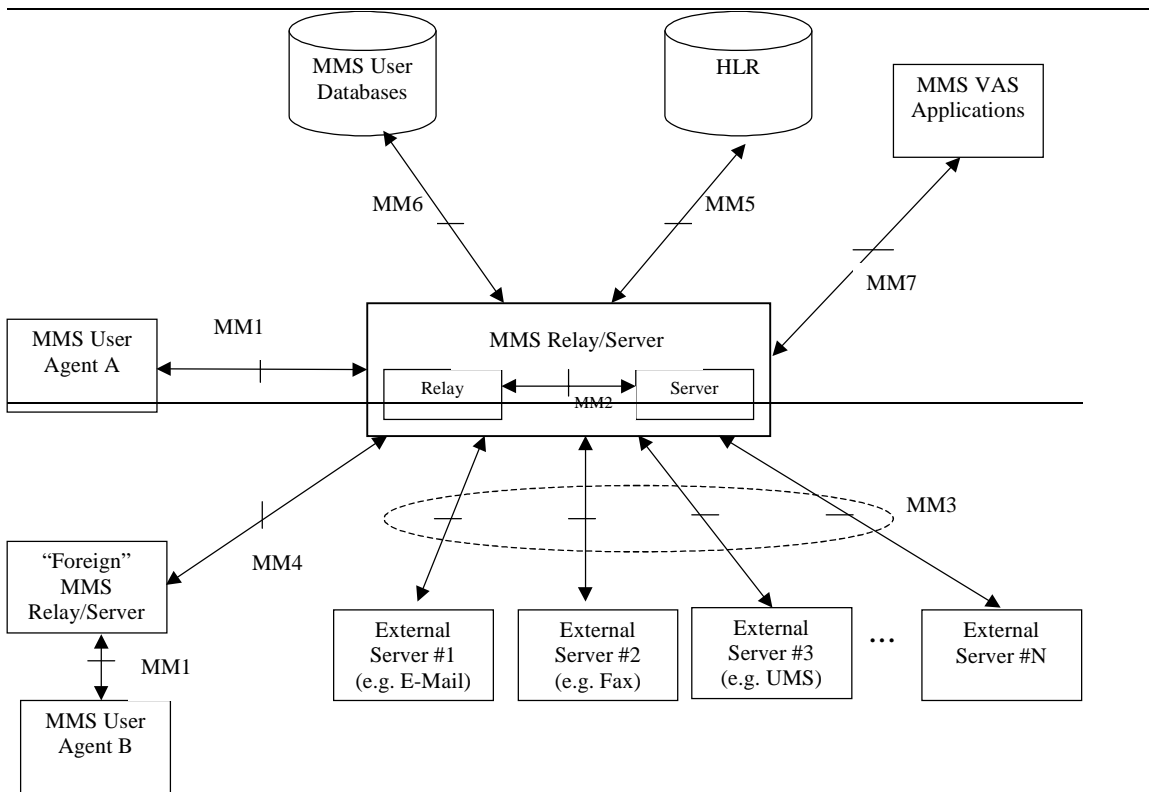 MMS User
Databases
HLR
MMS VAS
Applications
MM6
MM5
MM7
MMS User
Agent A
MM1
MMS Relay/Server
Relay
MM2
Server
MM3
“Foreign”
MMS
Relay/Server
MM4
MM1
MMS User
Agent B
External
Server #1
(e.g. E-Mail)
External
Server #2
(e.g. Fax)
External
Server #3
(e.g. UMS)
...
External
Server #N